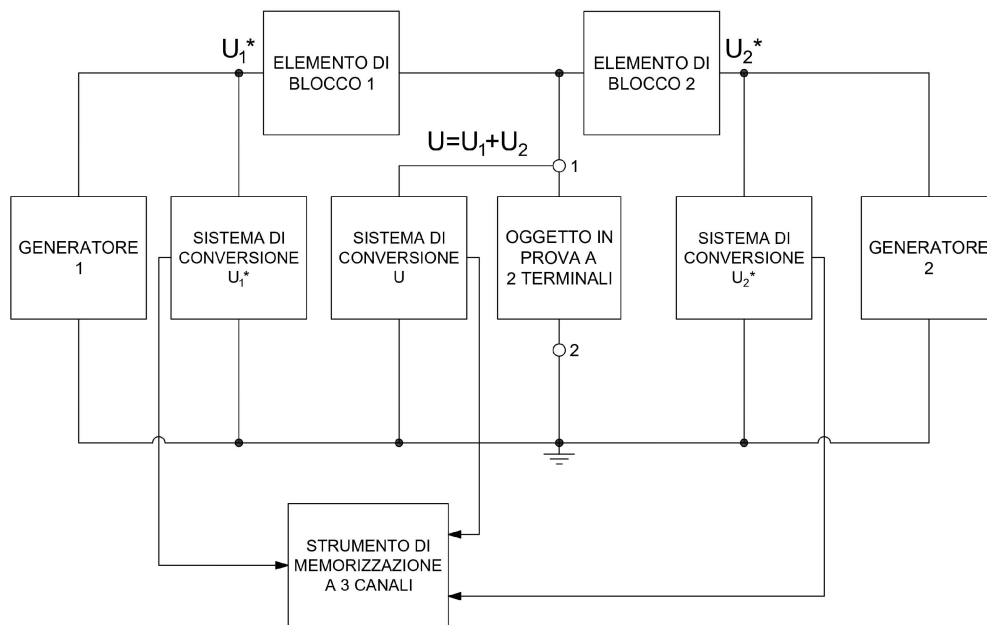 U₁*
ELEMENTO DI
BLOCCO 1
ELEMENTO DI
BLOCCO 2
U₂*
U=U₁+U₂
1
GENERATORE
1
SISTEMA DI
CONVERSIONE
U₁*
SISTEMA DI
CONVERSIONE
U
OGGETTO IN
PROVA A
2 TERMINALI
SISTEMA DI
CONVERSIONE
U₂*
GENERATORE
2
2
STRUMENTO DI
MEMORIZZAZIONE
A 3 CANALI